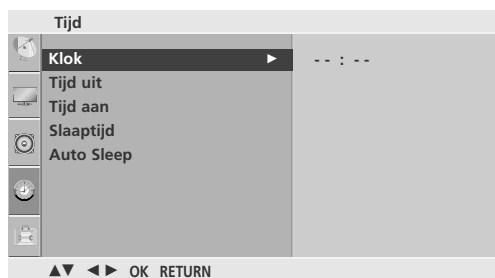 Tijd
Klok ► -- : --
Tijd uit
Tijd aan
Slaaptijd
Auto Sleep
▲▼ ◄► OK RETURN